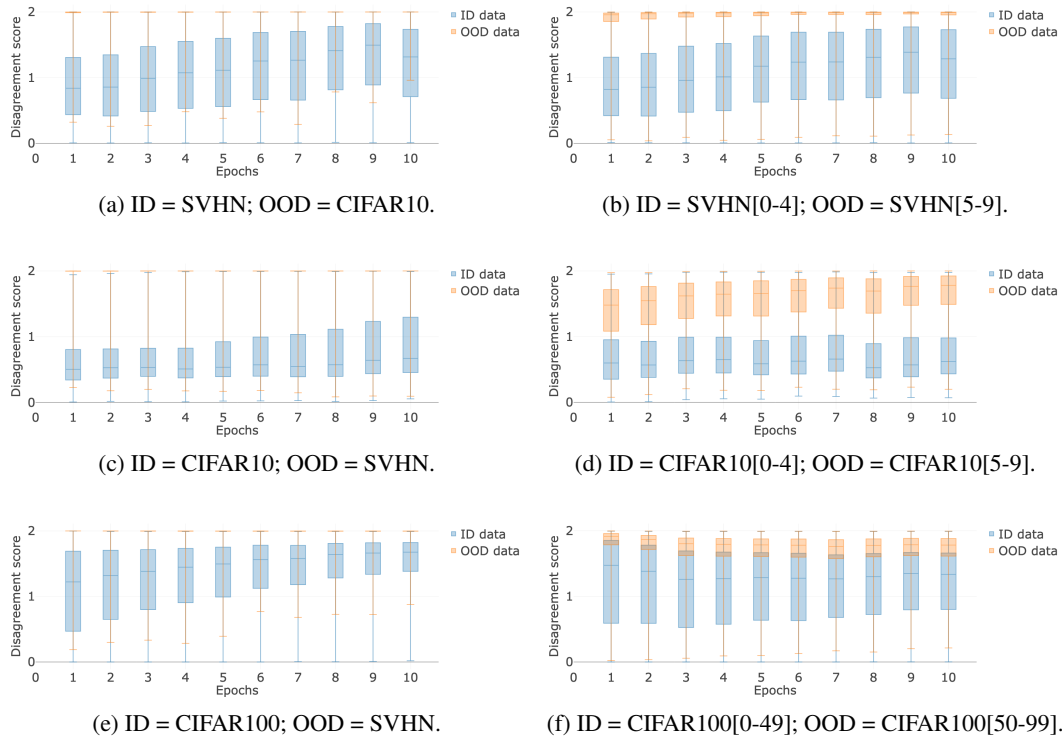 2
ID data
OOD data
1
Disagreement score
0
0 1 2 3 4 5 6 7 8 9 10
Epochs
(a) ID = SVHN; OOD = CIFAR10.
2
ID data
OOD data
1
Disagreement score
0
0 1 2 3 4 5 6 7 8 9 10
Epochs
(b) ID = SVHN[0-4]; OOD = SVHN[5-9].
2
ID data
OOD data
1
Disagreement score
0
0 1 2 3 4 5 6 7 8 9 10
Epochs
(c) ID = CIFAR10; OOD = SVHN.
2
ID data
OOD data
1
Disagreement score
0
0 1 2 3 4 5 6 7 8 9 10
Epochs
(d) ID = CIFAR10[0-4]; OOD = CIFAR10[5-9].
2
ID data
OOD data
1
Disagreement score
0
0 1 2 3 4 5 6 7 8 9 10
Epochs
(e) ID = CIFAR100; OOD = SVHN.
2
ID data
OOD data
1
Disagreement score
0
0 1 2 3 4 5 6 7 8 9 10
Epochs
(f) ID = CIFAR100[0-49]; OOD = CIFAR100[50-99].